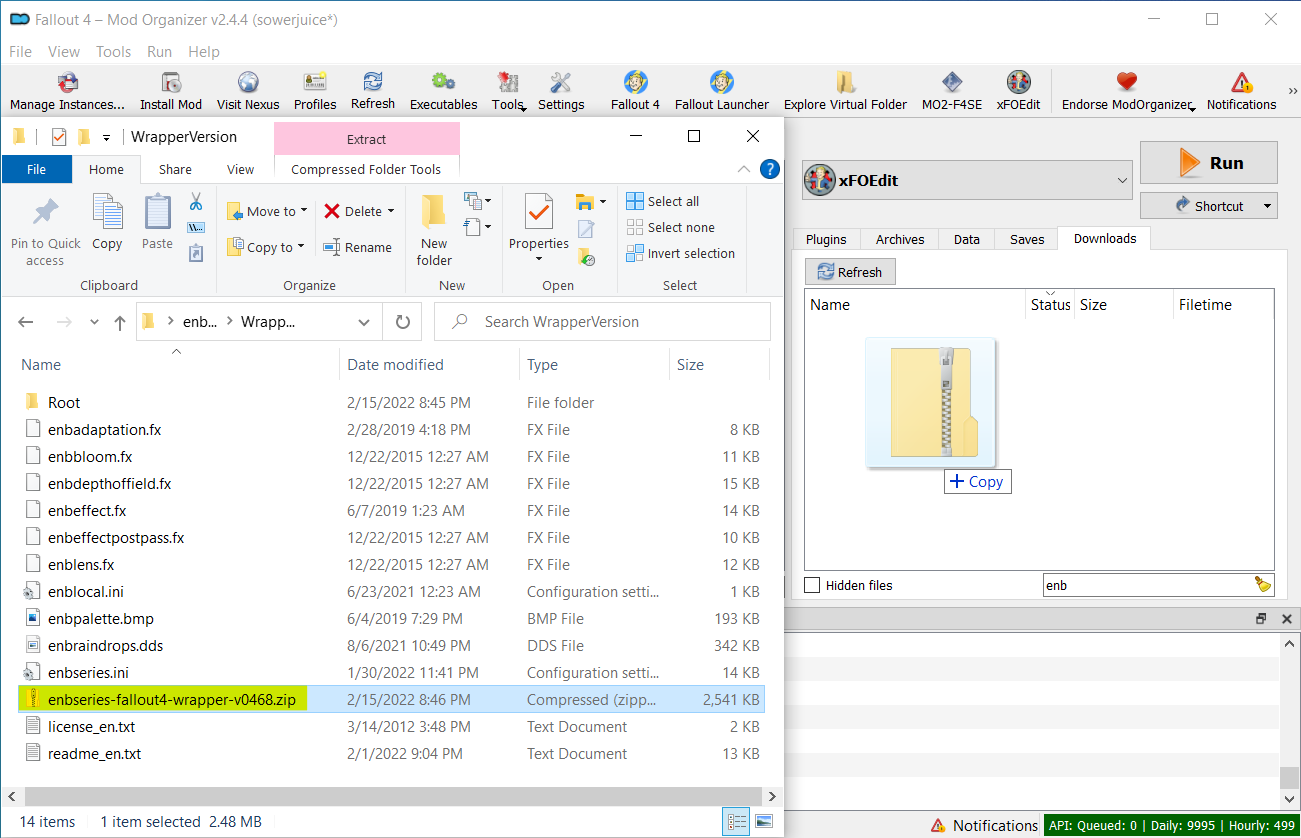 Fallout 4 – Mod Organizer v2.4.4 (sowerjuice*)
File View Tools Run Help
Manage Instances... Install Mod Visit Nexus Profiles Refresh Executables Tools Settings Fallout 4 Fallout Launcher Explore Virtual Folder MO2-F4SE xFOEdit Endorse ModOrganizer Notifications »
WrapperVersion
Extract
File Home Share View Compressed Folder Tools
Pin to Quick access
Copy
Paste
Clipboard
Move to
Copy to
Delete
Rename
Organize
New folder
New
Properties
Open
Select all
Select none
Invert selection
Select
enb... Wrapp...
Search WrapperVersion
Name Date modified Type Size
Root 2/15/2022 8:45 PM File folder
enbadaptation.fx 2/28/2019 4:18 PM FX File 8 KB
enbbloom.fx 12/22/2015 12:27 AM FX File 11 KB
enbdepthoffield.fx 12/22/2015 12:27 AM FX File 15 KB
enbeffect.fx 6/7/2019 1:23 AM FX File 14 KB
enbeffectpostpass.fx 12/22/2015 12:27 AM FX File 10 KB
enblens.fx 12/22/2015 12:27 AM FX File 12 KB
enblocal.ini 6/23/2021 12:23 AM Configuration setti... 1 KB
enbpalette.bmp 6/4/2019 7:29 PM BMP File 193 KB
enbraindrops.dds 8/6/2021 10:49 PM DDS File 342 KB
enbseries.ini 1/30/2022 11:41 PM Configuration setti... 14 KB
enbseries-fallout4-wrapper-v0468.zip 2/15/2022 8:46 PM Compressed (zipp... 2,541 KB
license_en.txt 3/14/2012 3:48 PM Text Document 2 KB
readme_en.txt 2/1/2022 9:04 PM Text Document 13 KB
14 items 1 item selected 2.48 MB
xFOEdit
Run
Shortcut
Plugins Archives Data Saves Downloads
Refresh
Name Status Size Filetime
+ Copy
Hidden files
enb
Notifications API: Queued: 0 | Daily: 9995 | Hourly: 499